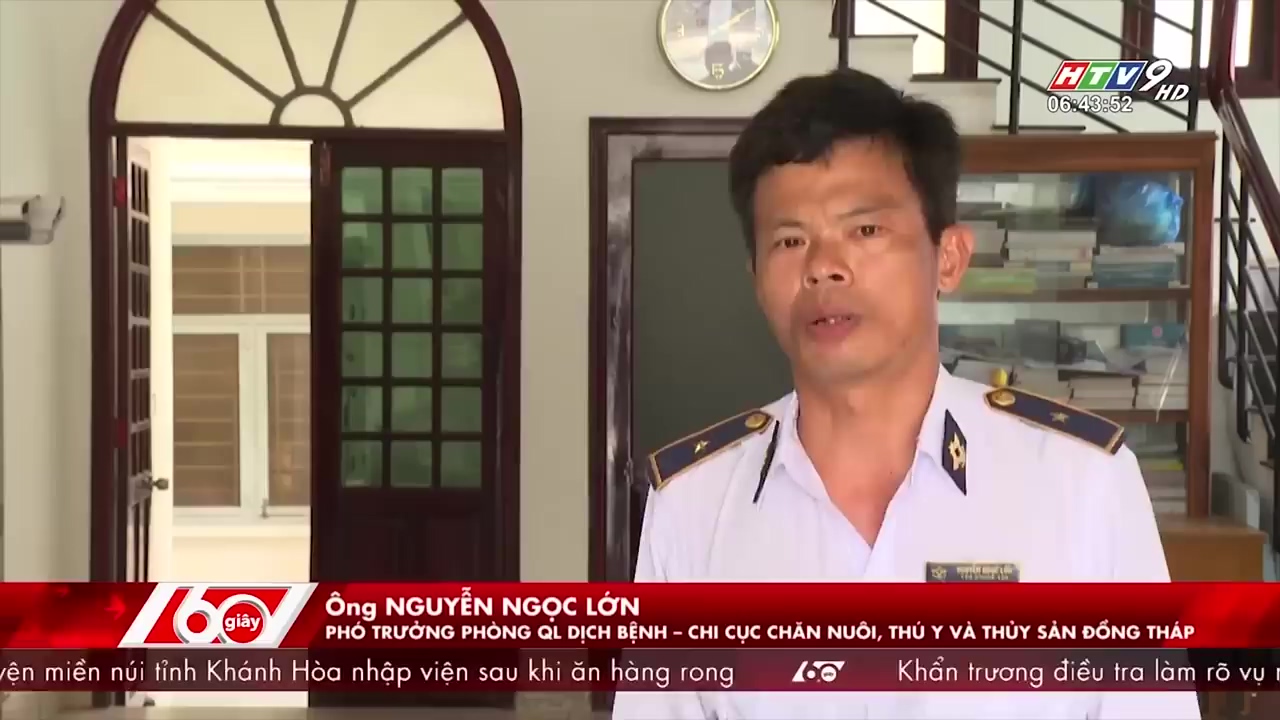 HTV9 HD
06:43:52
60 giây
Ông NGUYỄN NGỌC LỚN
PHÓ TRƯỞNG PHÒNG QL DỊCH BỆNH – CHI CỤC CHĂN NUÔI, THÚ Y VÀ THỦY SẢN ĐỒNG THÁP
yện miền núi tỉnh Khánh Hòa nhập viện sau khi ăn hàng rong 60 Khẩn trương điều tra làm rõ vụ